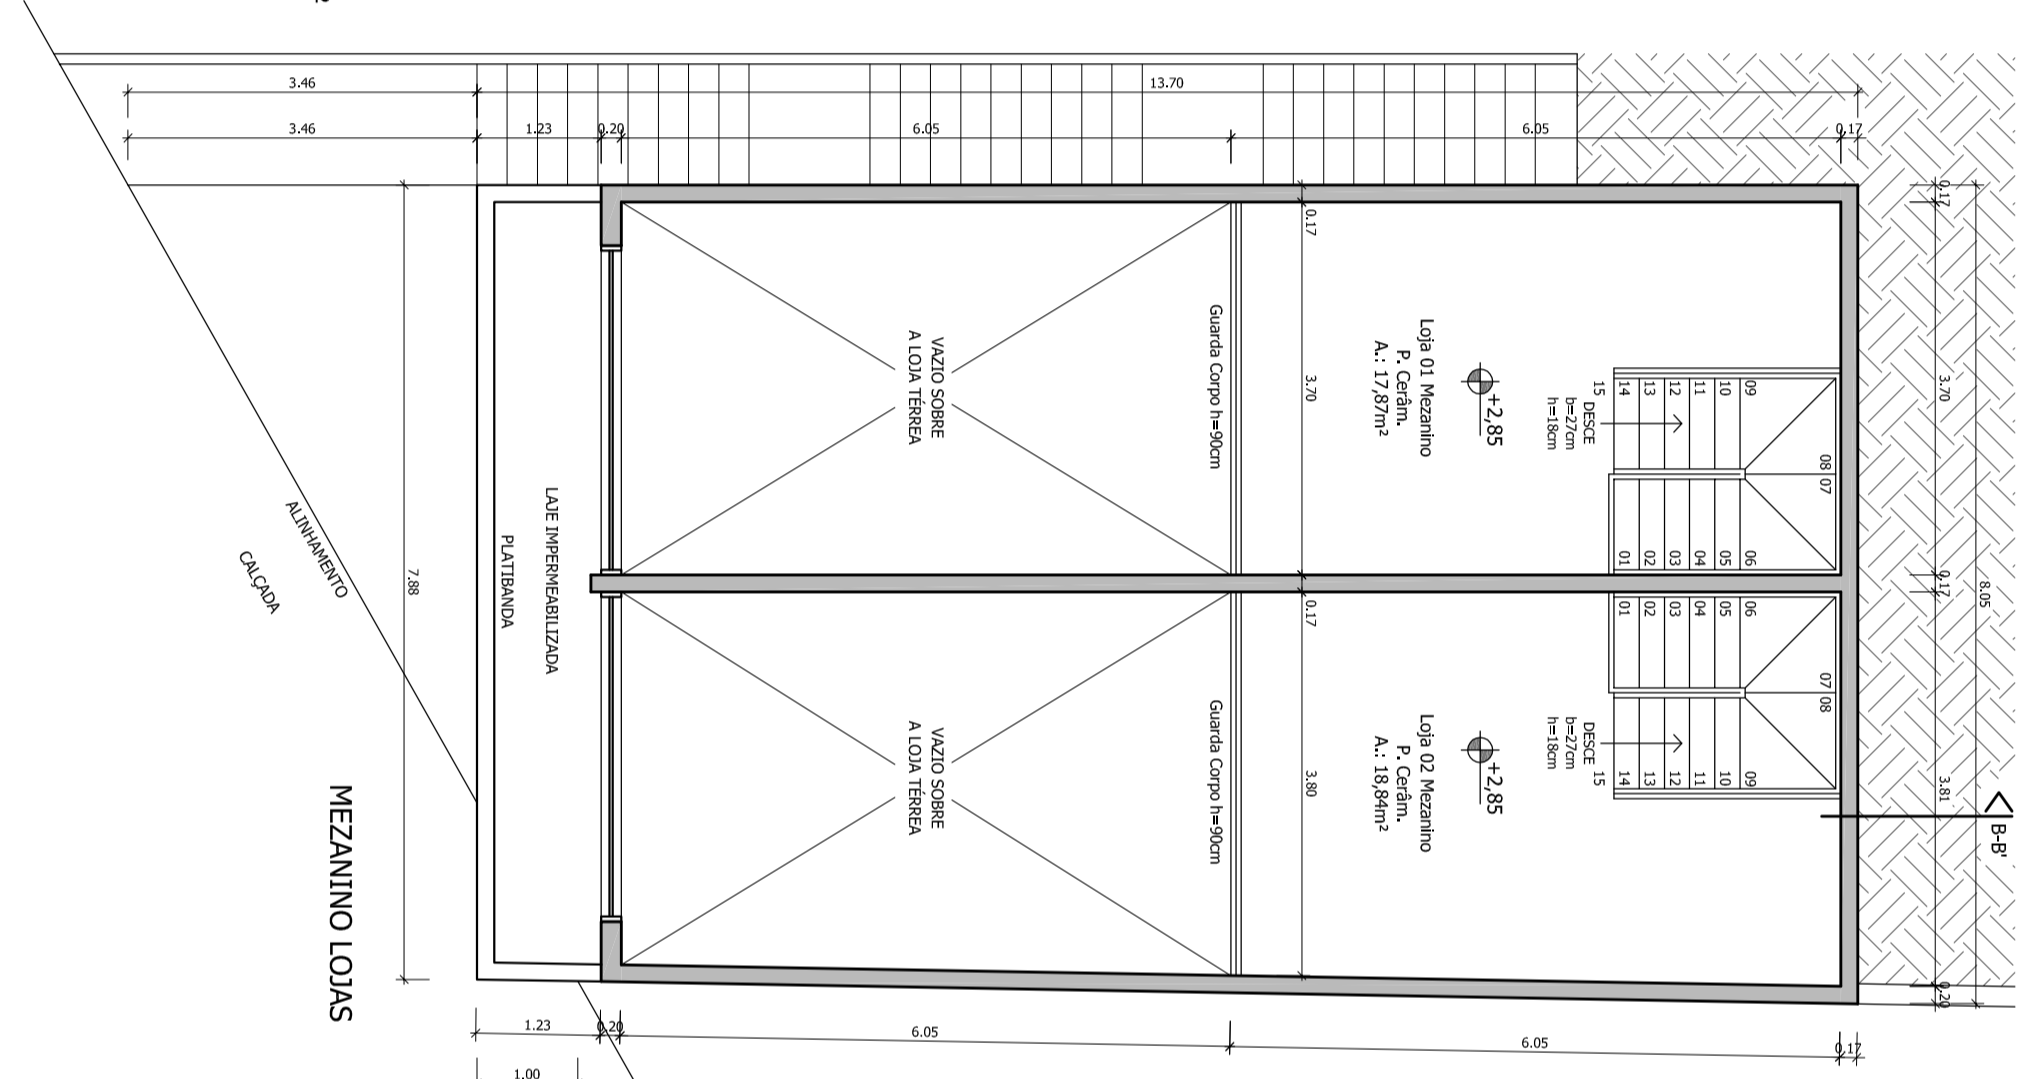 3.46
13.70
3.46
1.23
0.20
6.05
6.05
0.17
0.17
3.70
0.17
8.05
3.81
0.20
0.17
3.70
0.17
3.80
7.88
VAZIO SOBRE
A LOJA TÉRREA
Guarda Corpo h=90cm
Loja 01 Mezanino
P. Cerâm.
A.: 17,87m²
+2,85
DESCE
b=27cm
h=18cm
15
14
13
12
11
10
09
08
07
06
05
04
03
02
01
VAZIO SOBRE
A LOJA TÉRREA
Guarda Corpo h=90cm
Loja 02 Mezanino
P. Cerâm.
A.: 18,84m²
+2,85
DESCE
b=27cm
h=18cm
01
02
03
04
05
06
07
08
09
10
11
12
13
14
15
B-B'
LAJE IMPERMEABILIZADA
PLATIBANDA
ALINHAMENTO
CALÇADA
MEZANINO LOJAS
1.23
0.20
6.05
6.05
0.17
1.00